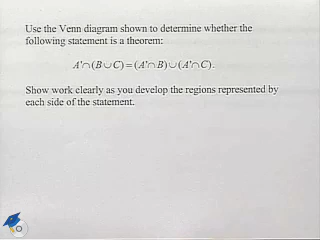 Use the Venn diagram shown to determine whether the
following statement is a theorem:
A'∩(B∪C)=(A'∩B)∪(A'∩C).
Show work clearly as you develop the regions represented by
each side of the statement.